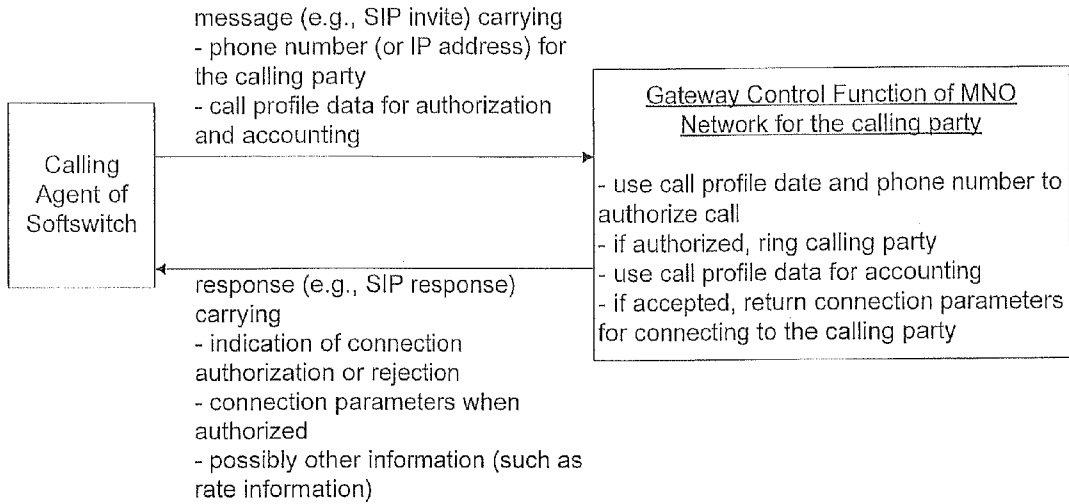 message (e.g., SIP invite) carrying
- phone number (or IP address) for
the calling party
- call profile data for authorization
and accounting
Calling
Agent of
Softswitch
Gateway Control Function of MNO
Network for the calling party
- use call profile date and phone number to
authorize call
- if authorized, ring calling party
- use call profile data for accounting
- if accepted, return connection parameters
for connecting to the calling party
response (e.g., SIP response)
carrying
- indication of connection
authorization or rejection
- connection parameters when
authorized
- possibly other information (such as
rate information)